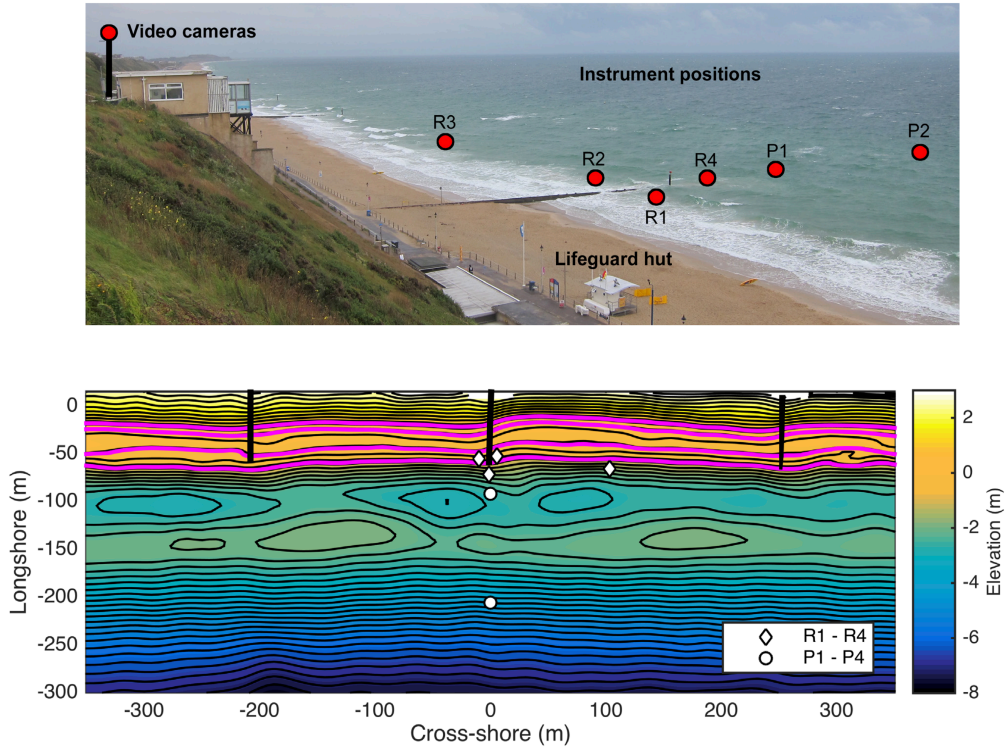 Video cameras
Instrument positions
R3
P2
P1
R2
R4
R1
Lifeguard hut
0
-50
-100
-150
-200
-250
-300
Longshore (m)
-300
-200
-100
0
100
200
300
Cross-shore (m)
R1 - R4
P1 - P4
2
0
-2
-4
-6
-8
Elevation (m)